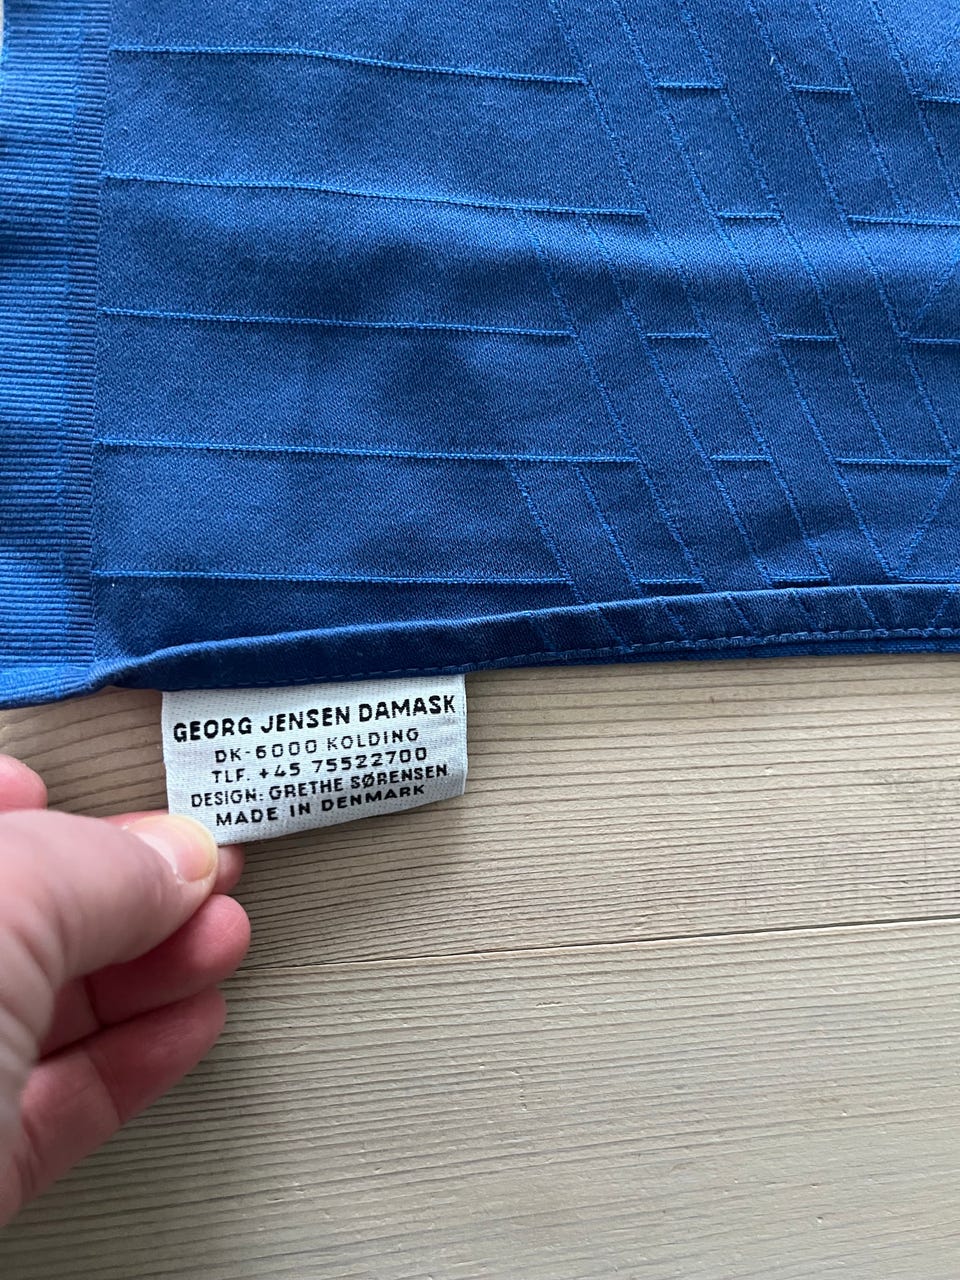 GEORG JENSEN DAMASK
DK-6000 KOLDING
TLF. +45 75522700
DESIGN: GRETHE SØRENSEN
MADE IN DENMARK